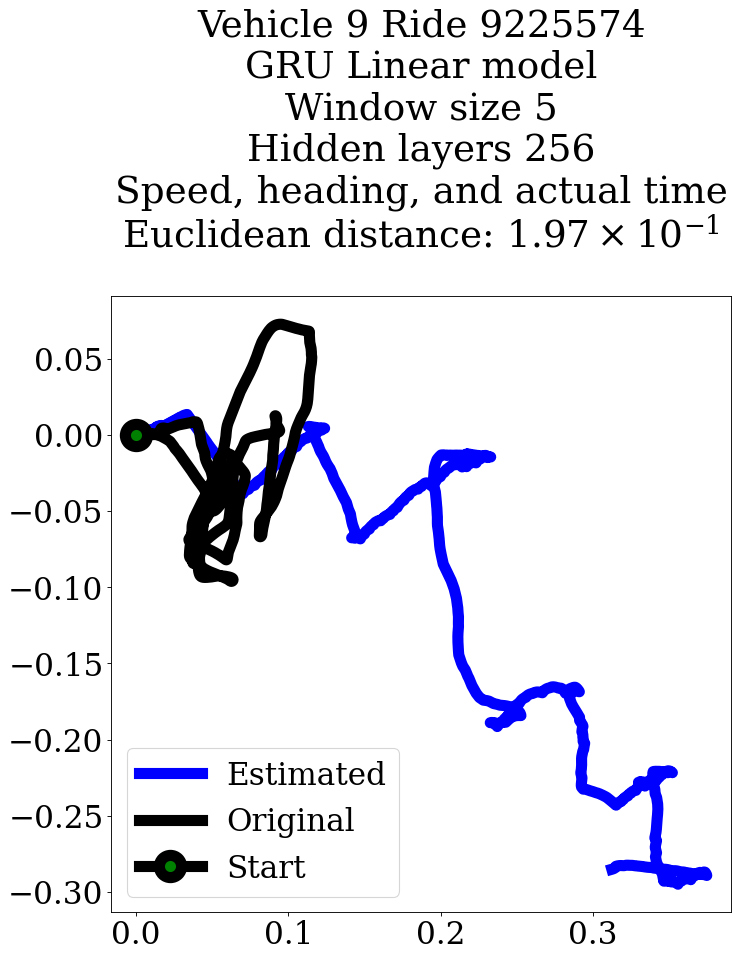 Vehicle 9 Ride 9225574
GRU Linear model
Window size 5
Hidden layers 256
Speed, heading, and actual time
Euclidean distance: 1.97 × 10⁻¹
0.05
0.00
−0.05
−0.10
−0.15
−0.20
−0.25
−0.30
Estimated
Original
Start
0.0 0.1 0.2 0.3